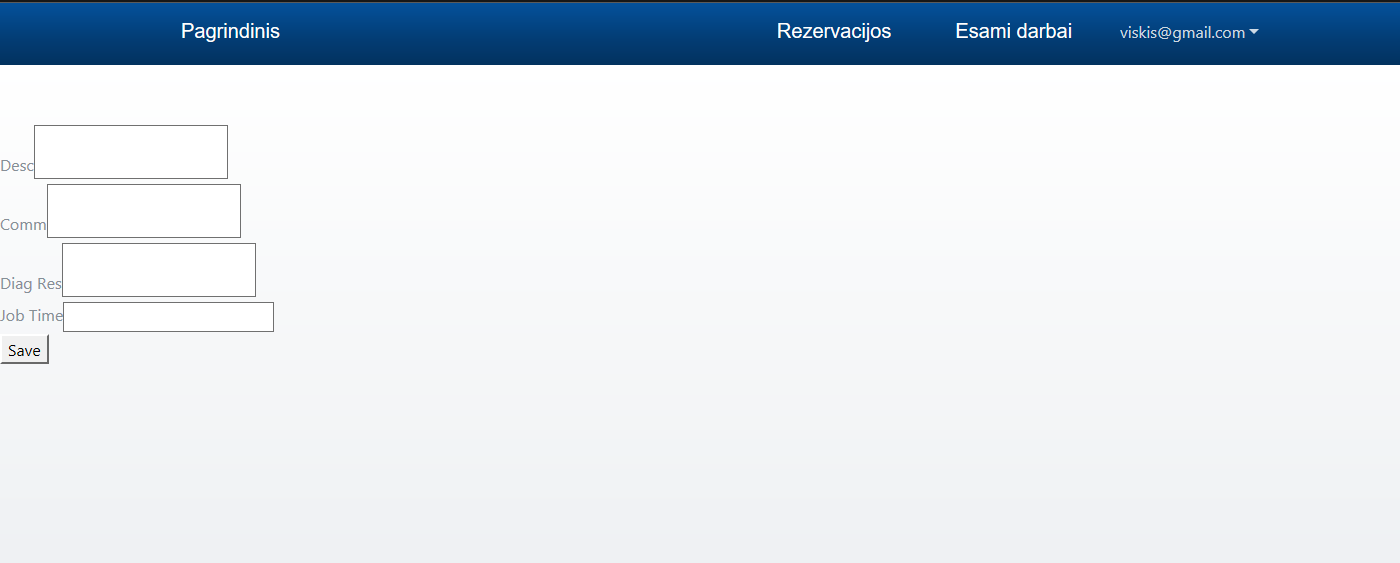 Pagrindinis Rezervacijos Esami darbai viskis@gmail.com
Desc
Comm
Diag Res
Job Time
Save